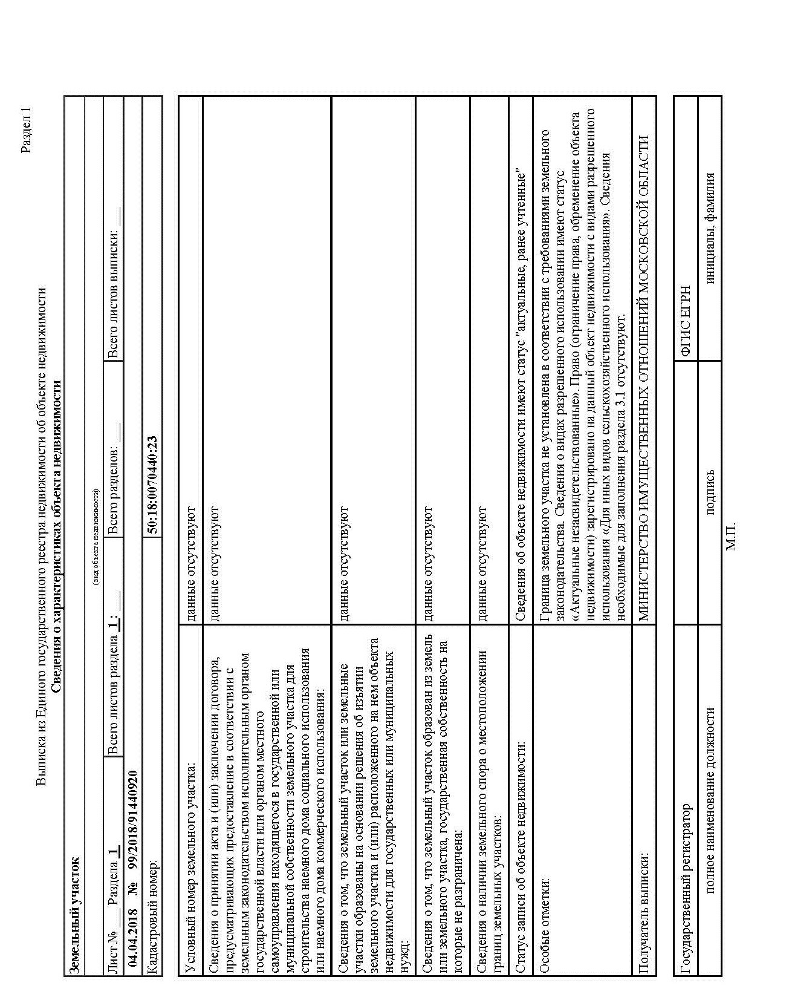 Раздел 1
Выписка из Единого государственного реестра недвижимости об объекте недвижимости
Сведения о характеристиках объекта недвижимости
Земельный участок
(вид объекта недвижимости)
Лист № ___ Раздела 1 Всего листов раздела 1 : ___ Всего разделов: ___ Всего листов выписки: ___
04.04.2018 № 99/2018/91440920
Кадастровый номер: 50:18:0070440:23
Условный номер земельного участка: данные отсутствуют
Сведения о принятии акта и (или) заключении договора, данные отсутствуют
предусматривающих предоставление в соответствии с
земельным законодательством исполнительным органом
государственной власти или органом местного
самоуправления находящегося в государственной или
муниципальной собственности земельного участка для
строительства наемного дома социального использования
или наемного дома коммерческого использования:
Сведения о том, что земельный участок или земельные данные отсутствуют
участки образованы на основании решения об изъятии
земельного участка и (или) расположенного на нем объекта
недвижимости для государственных или муниципальных
нужд:
Сведения о том, что земельный участок образован из земель данные отсутствуют
или земельного участка, государственная собственность на
которые не разграничена:
Сведения о наличии земельного спора о местоположении данные отсутствуют
границ земельных участков:
Статус записи об объекте недвижимости: Сведения об объекте недвижимости имеют статус "актуальные, ранее учтенные"
Особые отметки: Граница земельного участка не установлена в соответствии с требованиями земельного
законодательства. Сведения о видах разрешенного использовании имеют статус
«Актуальные незасвидетельствованные». Право (ограничение права, обременение объекта
недвижимости) зарегистрировано на данный объект недвижимости с видами разрешенного
использования «Для иных видов сельскохозяйственного использования». Сведения
необходимые для заполнения раздела 3.1 отсутствуют.
Получатель выписки: МИНИСТЕРСТВО ИМУЩЕСТВЕННЫХ ОТНОШЕНИЙ МОСКОВСКОЙ ОБЛАСТИ
Государственный регистратор ФГИС ЕГРН
полное наименование должности подпись инициалы, фамилия
М.П.